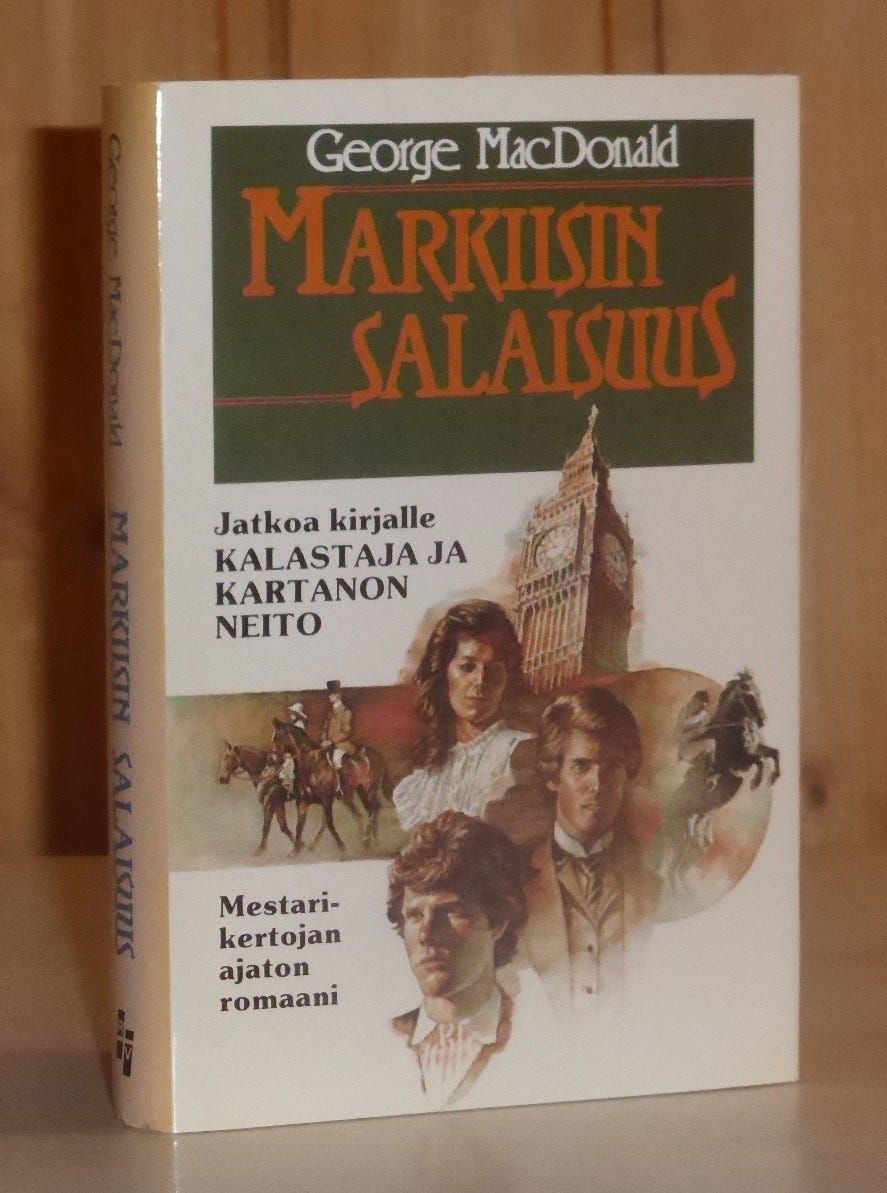 George MacDonald
MARKIISIN
SALAISUUS
Jatkoa kirjalle
KALASTAJA JA
KARTANON
NEITO
Mestari-
kertojan
ajaton
romaani
George MacDonald MARKIISIN SALAISUUS